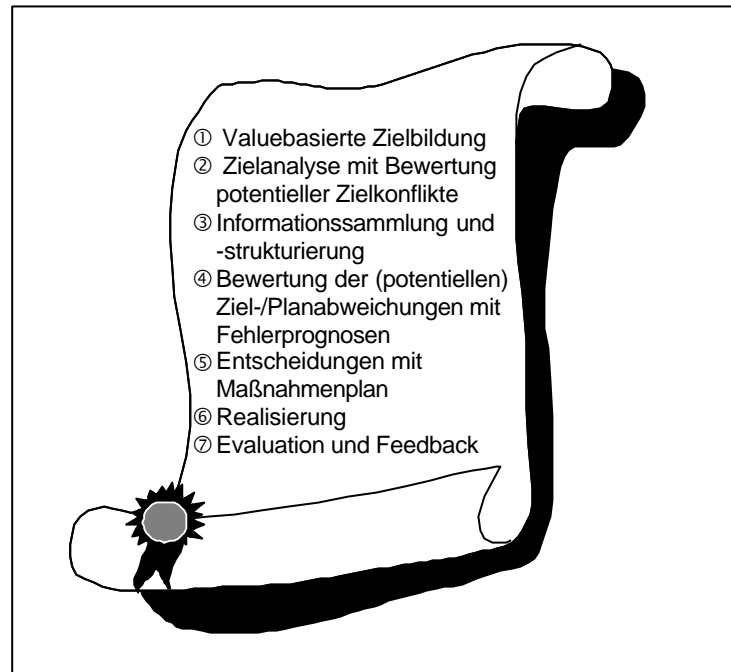 ① Valuebasierte Zielbildung
② Zielanalyse mit Bewertung
potentieller Zielkonflikte
③ Informationssammlung und
-strukturierung
④ Bewertung der (potentiellen)
Ziel-/Planabweichungen mit
Fehlerprognosen
⑤ Entscheidungen mit
Maßnahmenplan
⑥ Realisierung
⑦ Evaluation und Feedback